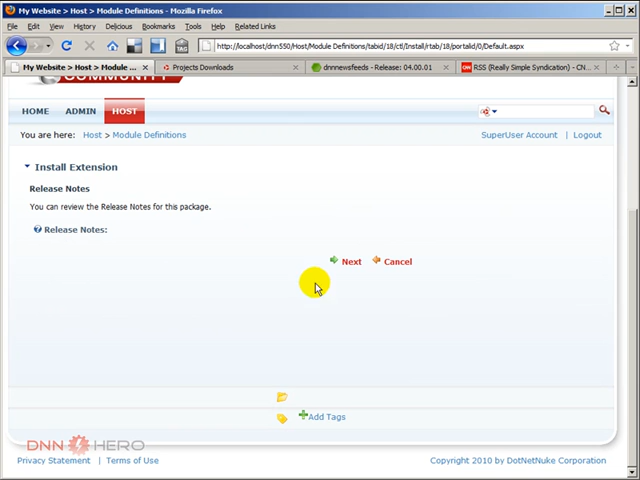 My Website > Host > Module Definitions - Mozilla Firefox
File Edit View History Delicious Bookmarks Tools Help Related Links
http://localhost/dnn550/Host/Module Definitions/tabid/18/ctl/Install/rtab/18/portalid/0/Default.aspx
My Website > Host > Module ... Projects Downloads dnnnewsfeeds - Release: 04.00.01 RSS (Really Simple Syndication) - CN...
COMMUNITY
HOME ADMIN HOST
You are here: Host > Module Definitions SuperUser Account | Logout
Install Extension
Release Notes
You can review the Release Notes for this package.
Release Notes:
Next Cancel
Add Tags
DNN HERO
Privacy Statement | Terms of Use Copyright 2010 by DotNetNuke Corporation